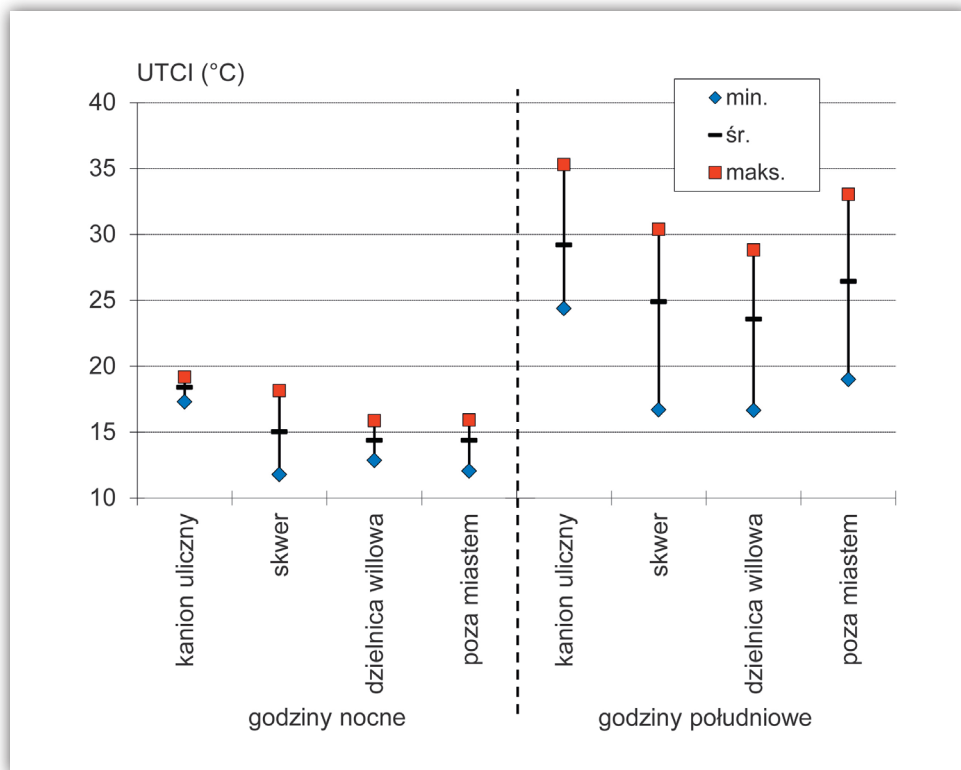 UTCI (°C)
min.
śr.
maks.
40
35
30
25
20
15
10
kanion uliczny
skwer
dzielnica willowa
poza miastem
kanion uliczny
skwer
dzielnica willowa
poza miastem
godziny nocne
godziny południowe